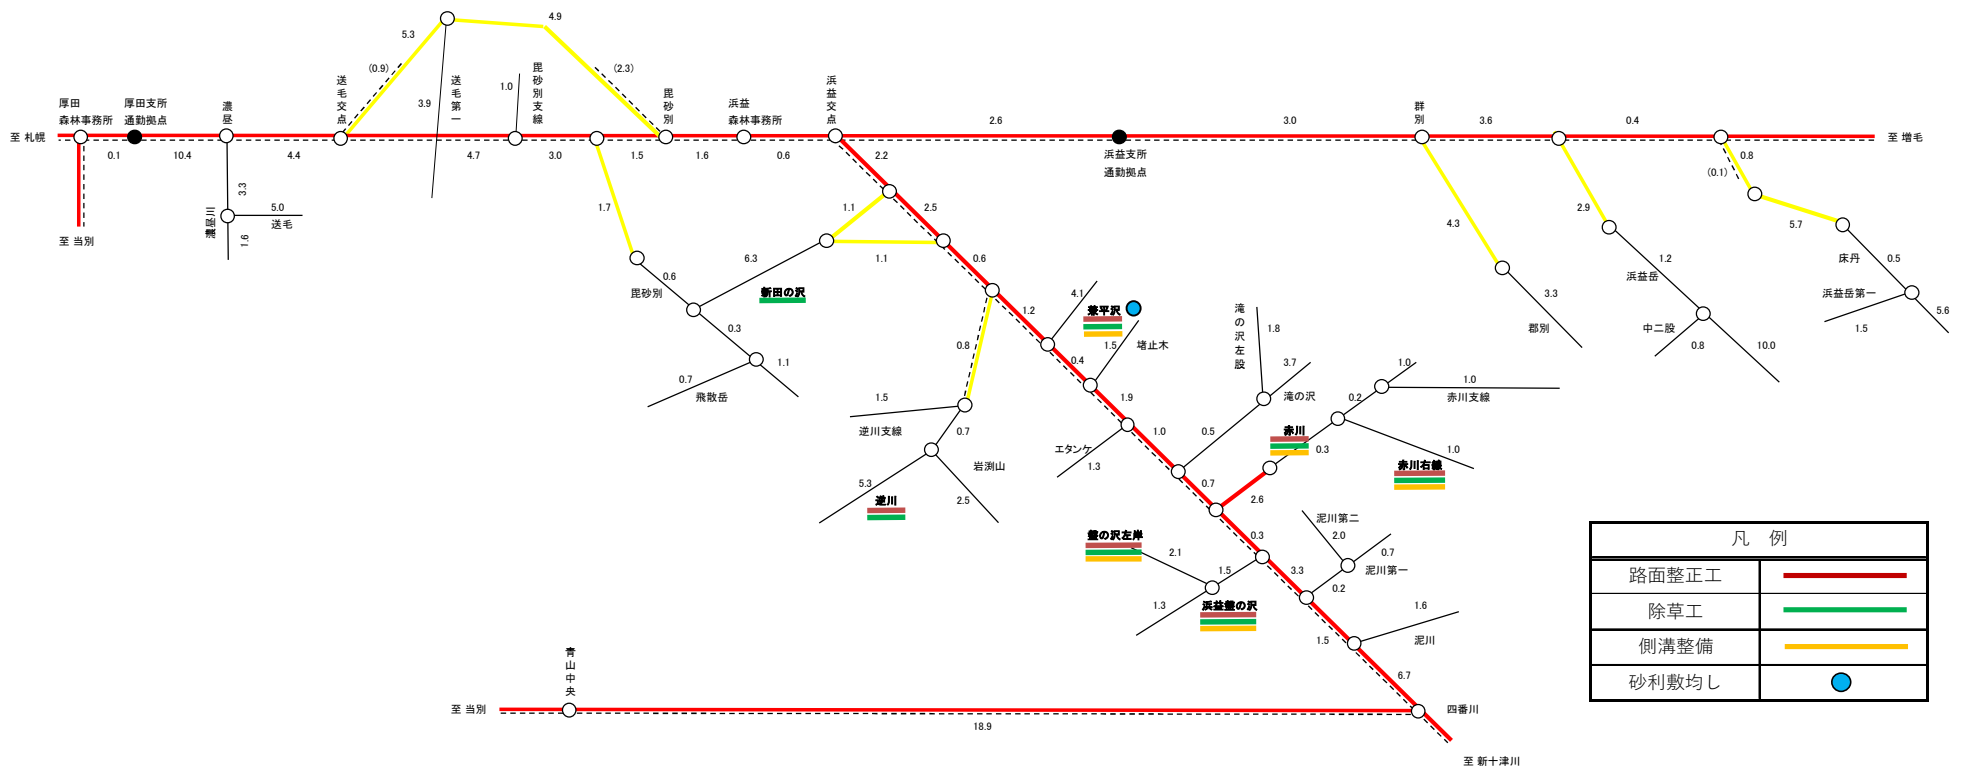 4.9
5.3
(0.9)
(2.3)
送毛交点
送毛第一
3.9
毘砂別支線
1.0
毘砂別
浜益交点
厚田
森林事務所
厚田支所
通勤拠点
濃昼
浜益
森林事務所
2.6
3.0
群別
3.6
0.4
至 札幌
至 増毛
0.1
10.4
4.4
4.7
3.0
1.5
1.6
0.6
2.2
浜益支所
通勤拠点
0.8
(0.1)
3.3
濃昼川
5.0
送毛
1.6
至 当別
1.7
1.1
2.5
1.1
4.3
2.9
5.7
6.3
0.6
新田の沢
0.6
毘砂別
0.3
1.1
0.7
飛散岳
床丹
0.5
浜益岳第一
5.6
1.5
1.2
浜益岳
中二股
0.8
10.0
3.3
郡別
4.1
兼平沢
1.2
1.5
堵止木
0.4
滝の沢左股
1.8
3.7
滝の沢
0.8
1.5
逆川支線
0.7
岩渕山
5.3
2.5
逆川
1.9
エタンケ
1.3
1.0
0.5
赤川
0.3
0.2
1.0
1.0
赤川支線
1.0
赤川右線
0.7
2.6
盤の沢左岸
2.1
0.3
1.5
1.3
浜益盤の沢
3.3
泥川第二
2.0
0.7
泥川第一
0.2
1.5
1.6
泥川
6.7
青山中央
至 当別
18.9
四番川
至 新十津川
凡 例
路面整正工
除草工
側溝整備
砂利敷均し